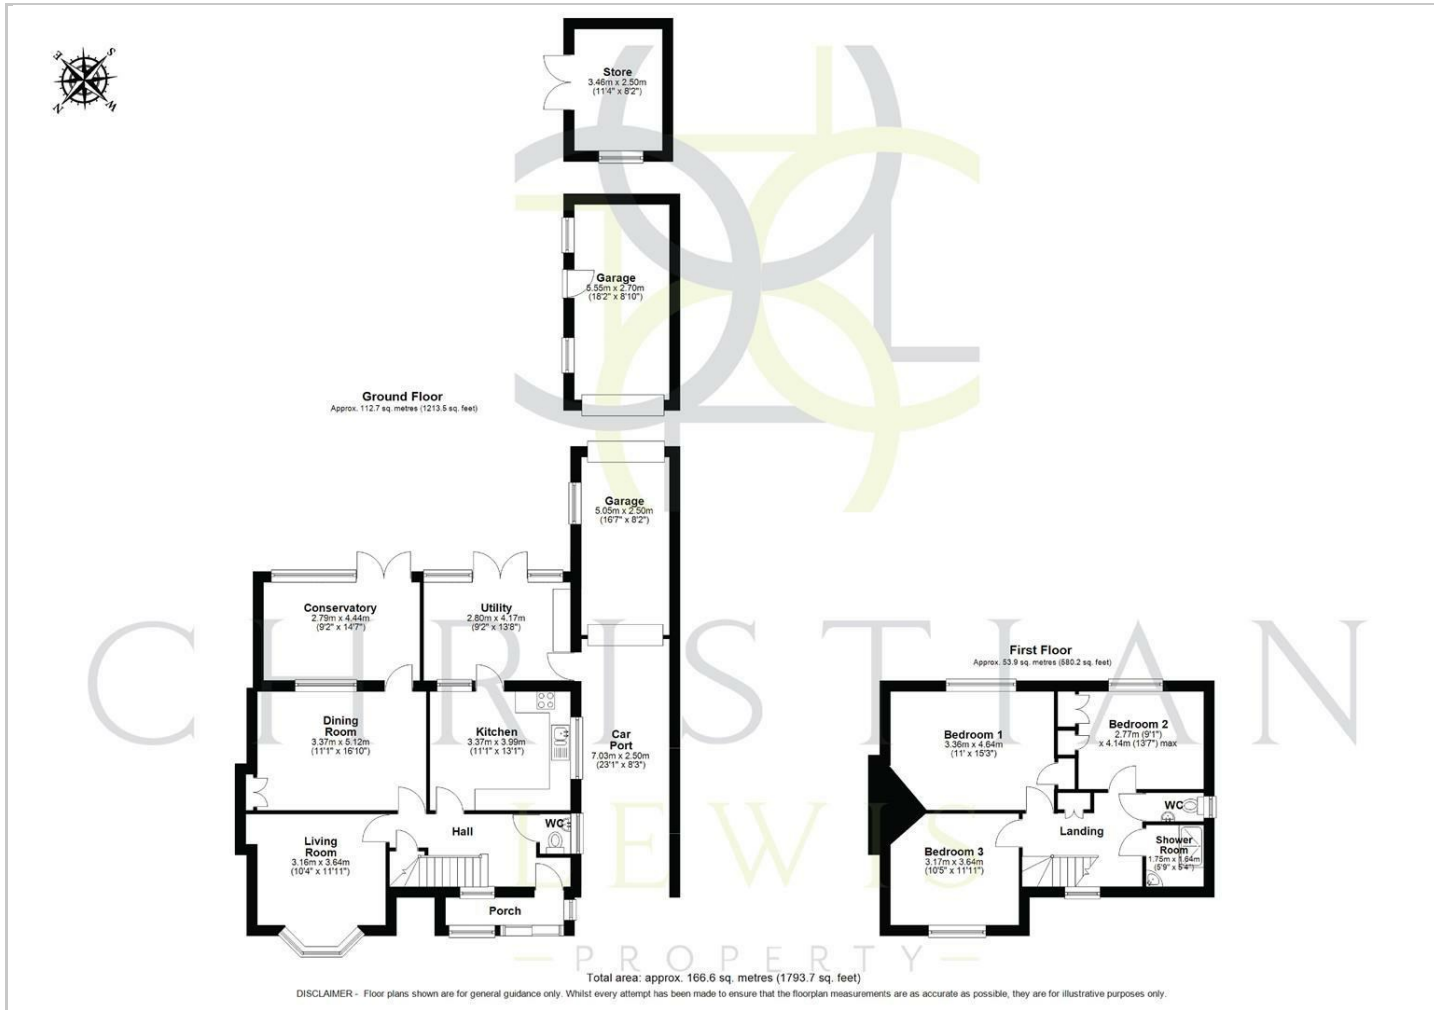 S
E
N
W
Store
3.46m x 2.50m
(11'4" x 8'2")
Garage
5.55m x 2.70m
(18'2" x 8'10")
Ground Floor
Approx. 112.7 sq. metres (1213.5 sq. feet)
Garage
5.05m x 2.50m
(16'7" x 8'2")
Conservatory
2.79m x 4.44m
(9'2" x 14'7")
Utility
2.80m x 4.17m
(9'2" x 13'8")
Dining
Room
3.37m x 5.12m
(11'1" x 16'10")
Kitchen
3.37m x 3.99m
(11'1" x 13'1")
Car
Port
7.03m x 2.50m
(23'1" x 8'3")
Living
Room
3.16m x 3.64m
(10'4" x 11'11")
Hall
WC
Porch
First Floor
Approx. 53.9 sq. metres (580.2 sq. feet)
Bedroom 1
3.36m x 4.64m
(11' x 15'3")
Bedroom 2
2.77m (9'1")
x 4.14m (13'7") max
WC
Landing
Shower
Room
1.75m x 1.64m
(5'9" x 5'4")
Bedroom 3
3.17m x 3.64m
(10'5" x 11'11")
CHRISTIAN
LEWIS
PROPERTY
Total area: approx. 166.6 sq. metres (1793.7 sq. feet)
DISCLAIMER - Floor plans shown are for general guidance only. Whilst every attempt has been made to ensure that the floorplan measurements are as accurate as possible, they are for illustrative purposes only.